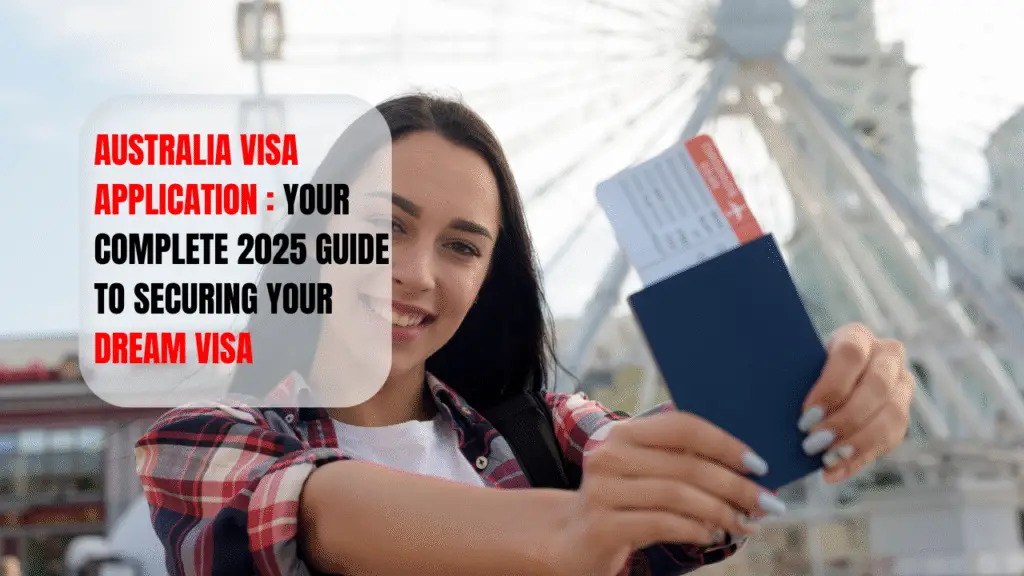 AUSTRALIA VISA
APPLICATION : YOUR
COMPLETE 2025 GUIDE
TO SECURING YOUR
DREAM VISA